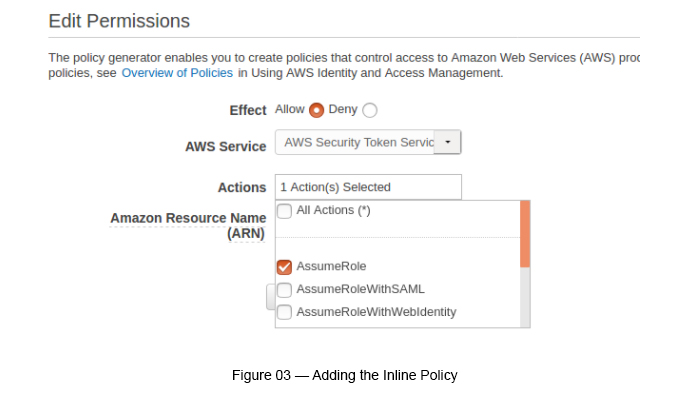 Edit Permissions
The policy generator enables you to create policies that control access to Amazon Web Services (AWS)
policies, see Overview of Policies in Using AWS Identity and Access Management.
Effect Allow Deny
AWS Service AWS Security Token Servic
Actions 1 Action(s) Selected
All Actions (*)
Amazon Resource Name
(ARN)
AssumeRole
AssumeRoleWithSAML
AssumeRoleWithWebIdentity
Figure 03 — Adding the Inline Policy